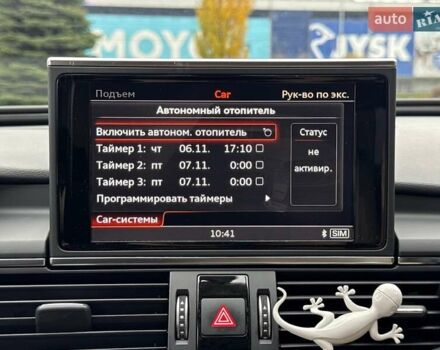 MOYO
JYSK
auto RIA
Подъем Car Рук-во по экс.
Автономный отопитель
Включить автоном. отопитель
Таймер 1: чт 06.11. 17:10
Таймер 2: пт 07.11. 0:00
Таймер 3: пт 07.11. 0:00
Программировать таймеры
Статус
не
активир.
Car-системы
10:41 SIM